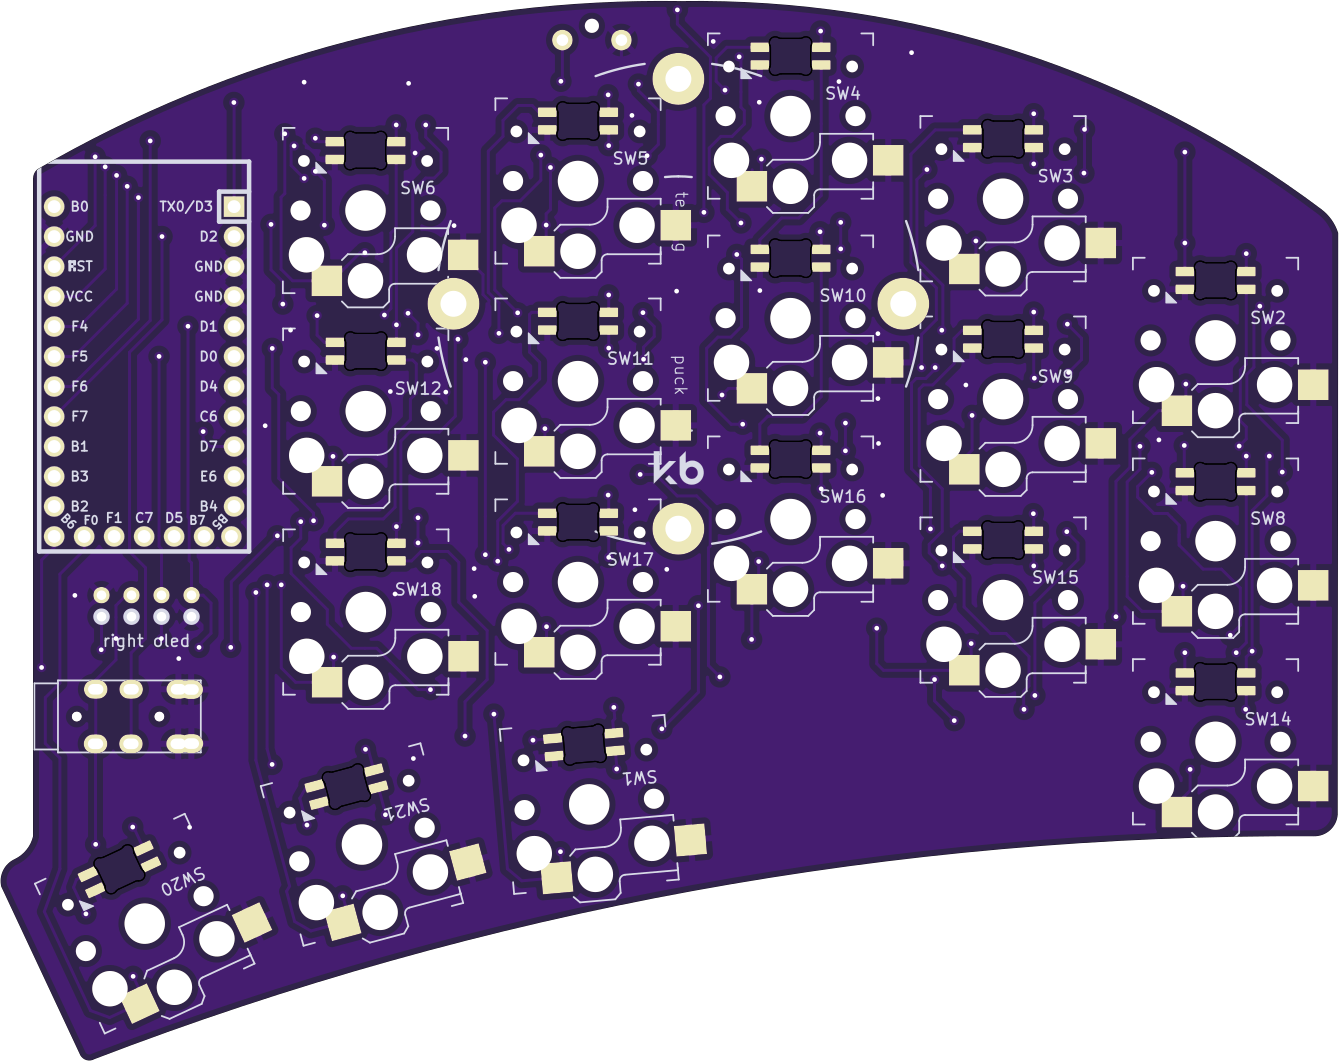 SW4
SW5
SW3
SW6
te
g
B0 TX0/D3
GND D2
RST GND
VCC GND
F4 D1
F5 D0
F6 D4
F7 C6
B1 D7
B3 E6
B2 B4
B6 F0 F1 C7 D5 B7 B5
SW10
SW2
SW11
puck
SW9
SW12
kb
SW16
SW8
SW17
SW15
SW18
right oled
SW14
SW1
SW21
SW20